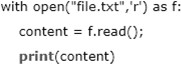 with open("file.txt",'r') as f:
    content = f.read();
    print(content)